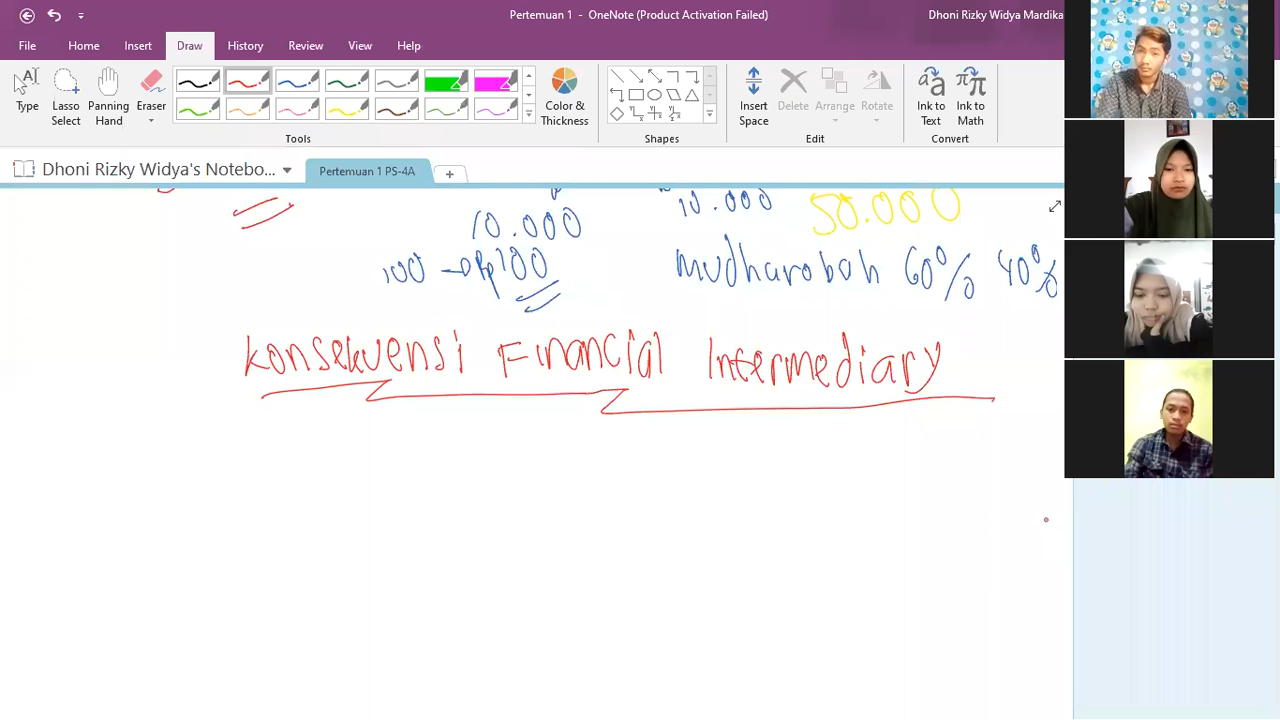 Pertemuan 1 - OneNote (Product Activation Failed)
Dhoni Rizky Widya Mardika
File Home Insert Draw History Review View Help
Type
Lasso Select
Panning Hand
Eraser
Color & Thickness
Insert Space
Delete
Arrange
Rotate
Ink to Text
Ink to Math
Tools
Shapes
Edit
Convert
Dhoni Rizky Widya's Notebo...
Pertemuan 1 PS-4A
10.000 10.000 50.000
100 → Rp100 mudharobah 60% 40%
Konsekuensi Financial Intermediary